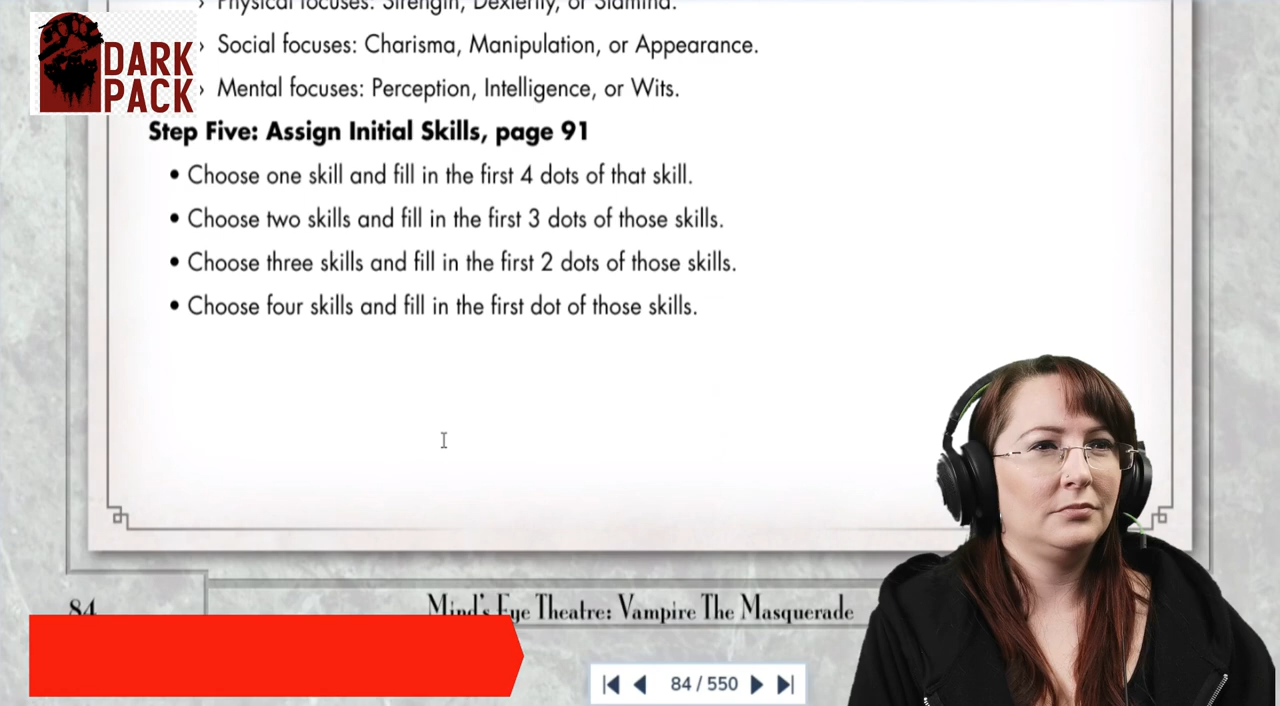 Physical focuses: Strength, Dexterity, or Stamina.
DARK
PACK
› Social focuses: Charisma, Manipulation, or Appearance.
› Mental focuses: Perception, Intelligence, or Wits.
Step Five: Assign Initial Skills, page 91
• Choose one skill and fill in the first 4 dots of that skill.
• Choose two skills and fill in the first 3 dots of those skills.
• Choose three skills and fill in the first 2 dots of those skills.
• Choose four skills and fill in the first dot of those skills.
84
Mind's Eye Theatre: Vampire The Masquerade
84 / 550